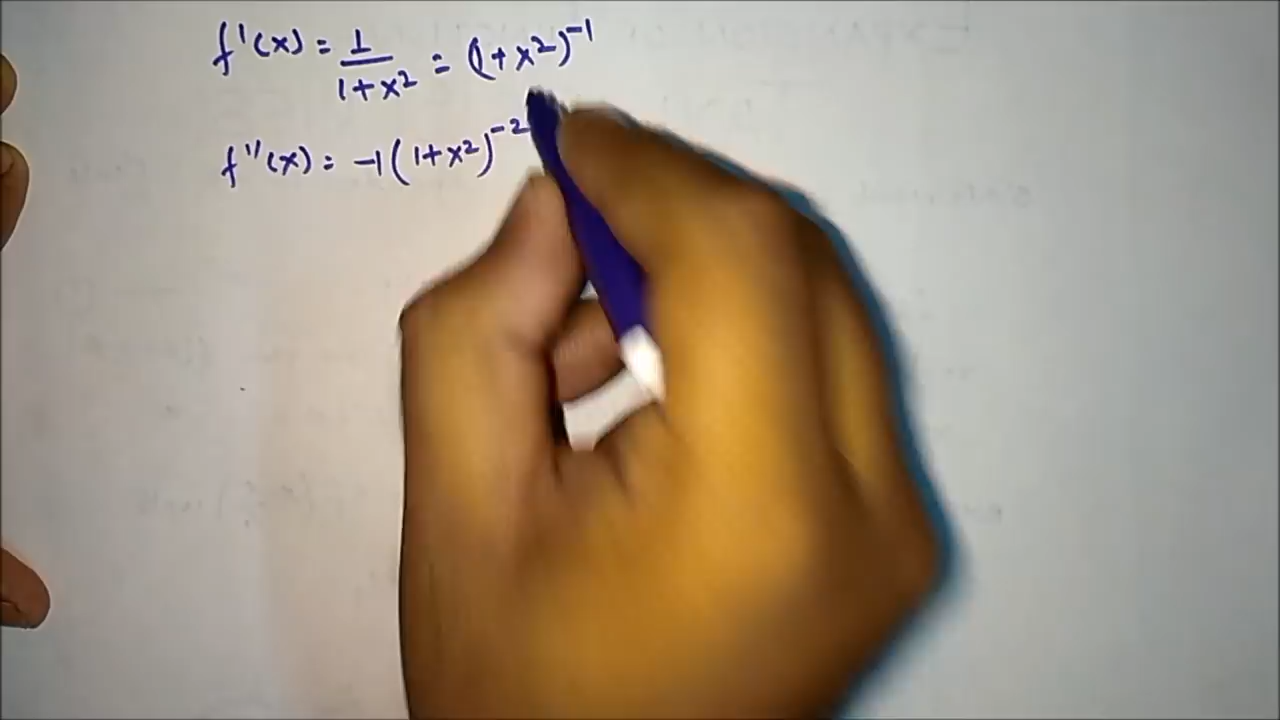 f'(x) = 1/(1+x²) = (1+x²)⁻¹
f''(x) = -1(1+x²)⁻²